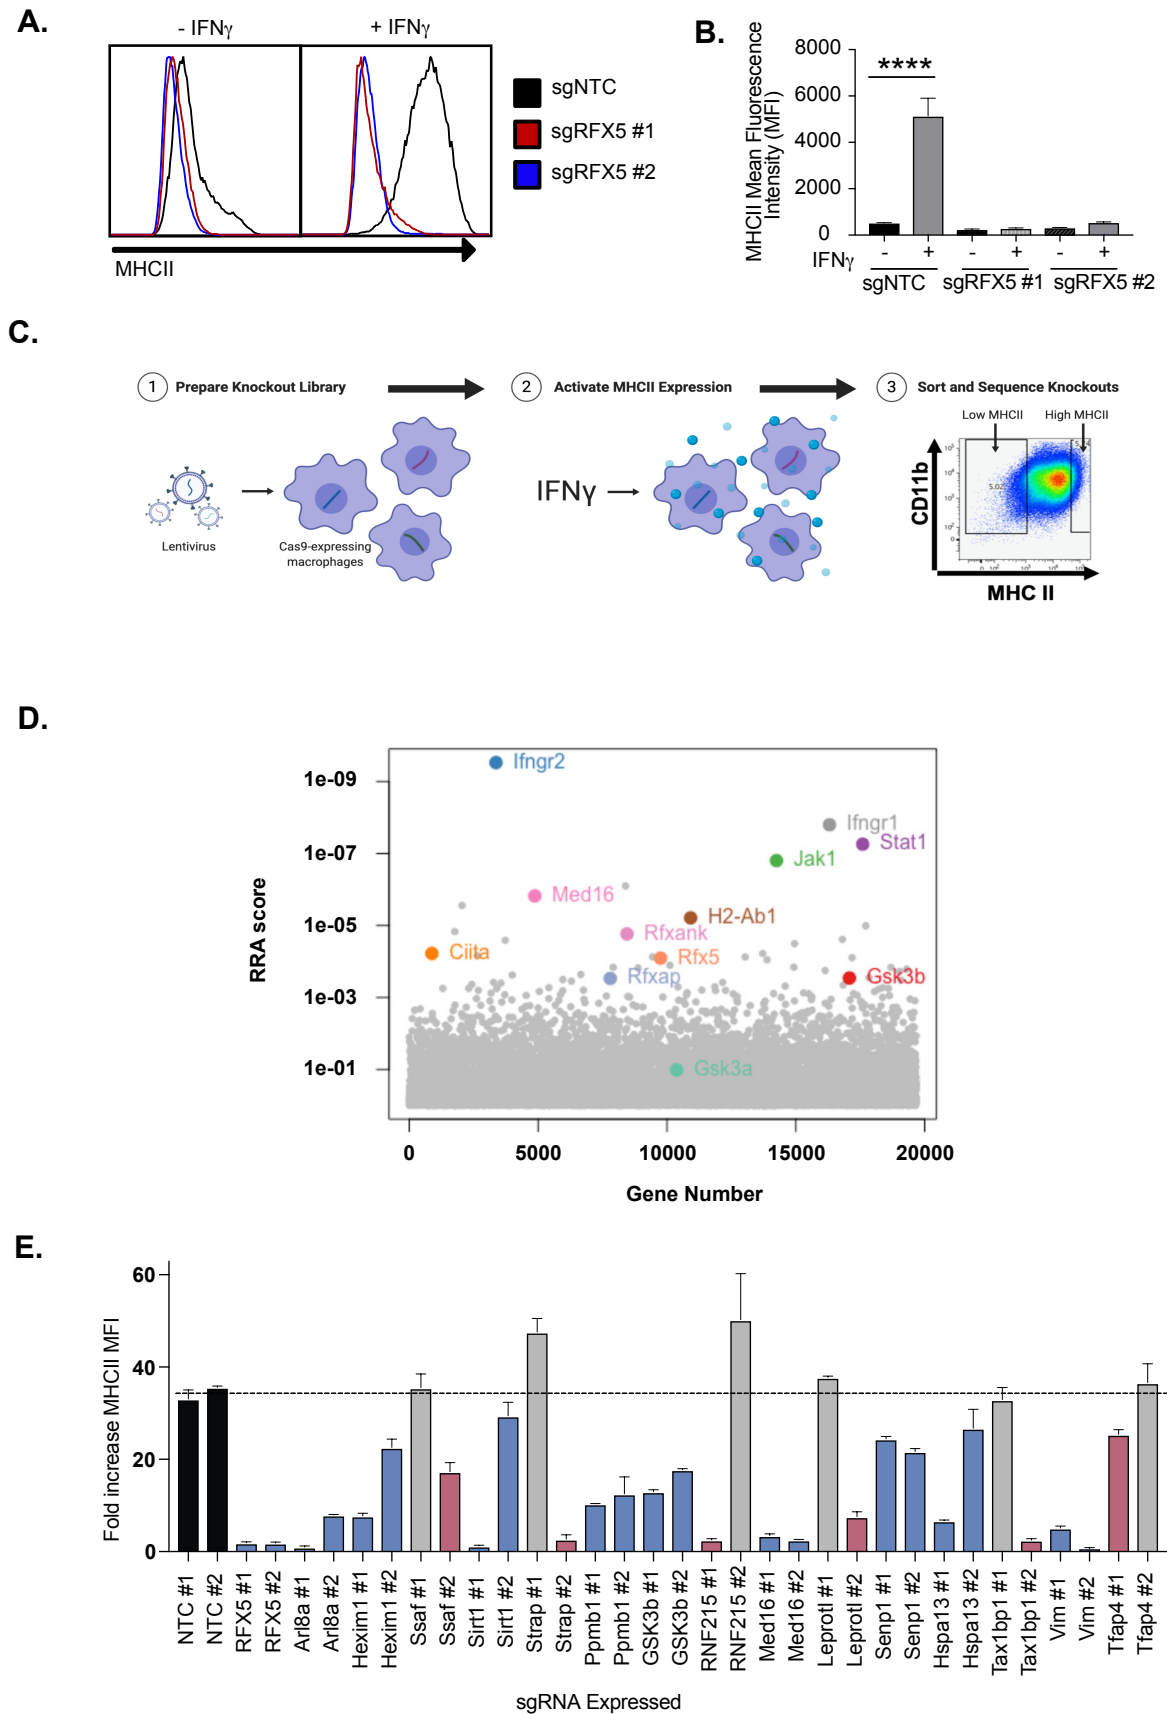 A.
- IFNγ
+ IFNγ
sgNTC
sgRFX5 #1
sgRFX5 #2
MHCII
B.
MHCII Mean Fluorescence
Intensity (MFI)
8000
6000
4000
2000
0
****
IFNγ
- + - + - +
sgNTC sgRFX5 #1 sgRFX5 #2
C.
1 Prepare Knockout Library
2 Activate MHCII Expression
3 Sort and Sequence Knockouts
Lentivirus
Cas9-expressing
macrophages
IFNγ
Low MHCII High MHCII
CD11b
5.02
MHC II
D.
RRA score
1e-09
1e-07
1e-05
1e-03
1e-01
Ifngr2
Ifngr1
Stat1
Jak1
Med16
H2-Ab1
Rfxank
Ciita
Rfx5
Rfxap
Gsk3b
Gsk3a
0 5000 10000 15000 20000
Gene Number
E.
Fold increase MHCII MFI
60
40
20
0
NTC #1
NTC #2
RFX5 #1
RFX5 #2
Arl8a #1
Arl8a #2
Hexim1 #1
Hexim1 #2
Ssaf #1
Ssaf #2
Sirt1 #1
Sirt1 #2
Strap #1
Strap #2
Ppmb1 #1
Ppmb1 #2
GSK3b #1
GSK3b #2
RNF215 #1
RNF215 #2
Med16 #1
Med16 #2
Leprotl #1
Leprotl #2
Senp1 #1
Senp1 #2
Hspa13 #1
Hspa13 #2
Tax1bp1 #1
Tax1bp1 #2
Vim #1
Vim #2
Tfap4 #1
Tfap4 #2
sgRNA Expressed